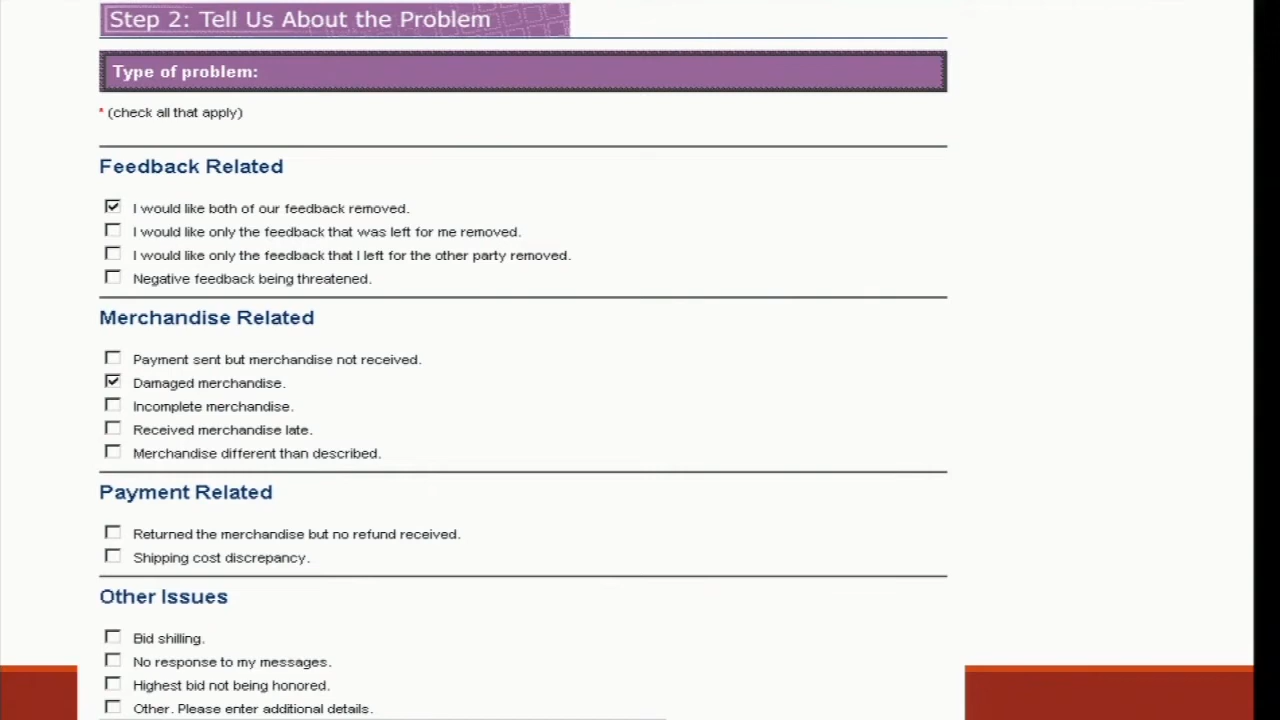 Step 2: Tell Us About the Problem
Type of problem:
* (check all that apply)
Feedback Related
I would like both of our feedback removed.
I would like only the feedback that was left for me removed.
I would like only the feedback that I left for the other party removed.
Negative feedback being threatened.
Merchandise Related
Payment sent but merchandise not received.
Damaged merchandise.
Incomplete merchandise.
Received merchandise late.
Merchandise different than described.
Payment Related
Returned the merchandise but no refund received.
Shipping cost discrepancy.
Other Issues
Bid shilling.
No response to my messages.
Highest bid not being honored.
Other. Please enter additional details.